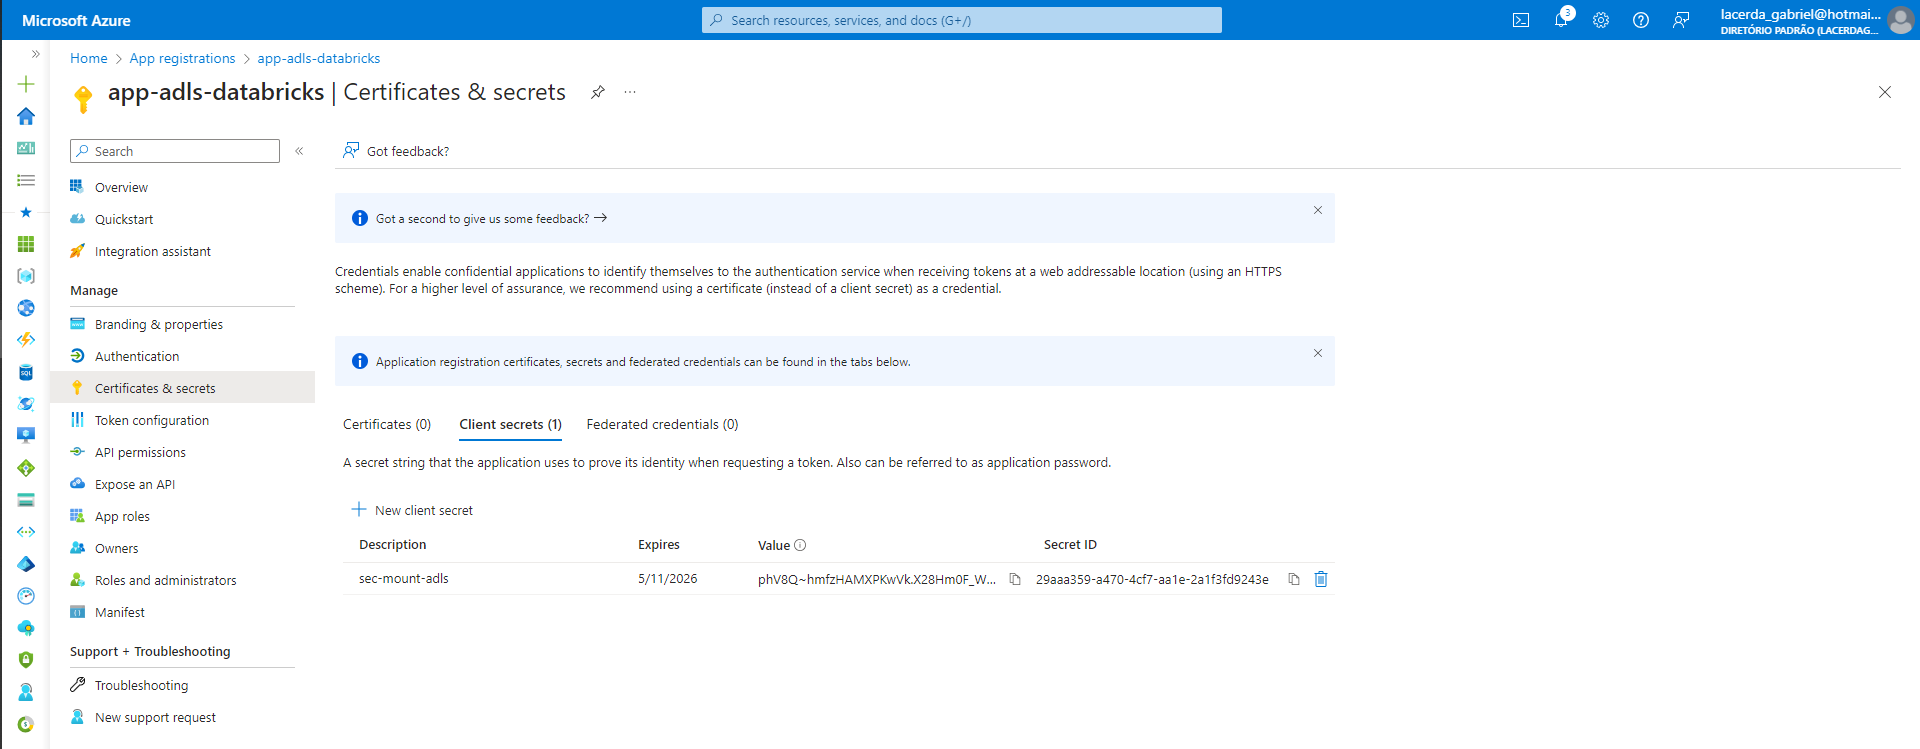 Microsoft Azure
Search resources, services, and docs (G+/)
3
lacerda_gabriel@hotmai...
DIRETÓRIO PADRÃO (LACERDAG...
Home > App registrations > app-adls-databricks
app-adls-databricks | Certificates & secrets
Search
Got feedback?
Overview
Quickstart
Integration assistant
Manage
Branding & properties
Authentication
Certificates & secrets
Token configuration
API permissions
Expose an API
App roles
Owners
Roles and administrators
Manifest
Support + Troubleshooting
Troubleshooting
New support request
Got a second to give us some feedback?
Credentials enable confidential applications to identify themselves to the authentication service when receiving tokens at a web addressable location (using an HTTPS
scheme). For a higher level of assurance, we recommend using a certificate (instead of a client secret) as a credential.
Application registration certificates, secrets and federated credentials can be found in the tabs below.
Certificates (0) Client secrets (1) Federated credentials (0)
A secret string that the application uses to prove its identity when requesting a token. Also can be referred to as application password.
New client secret
Description Expires Value Secret ID
sec-mount-adls 5/11/2026 phV8Q~hmfzHAMXPKwVk.X28Hm0F_W... 29aaa359-a470-4cf7-aa1e-2a1f3fd9243e